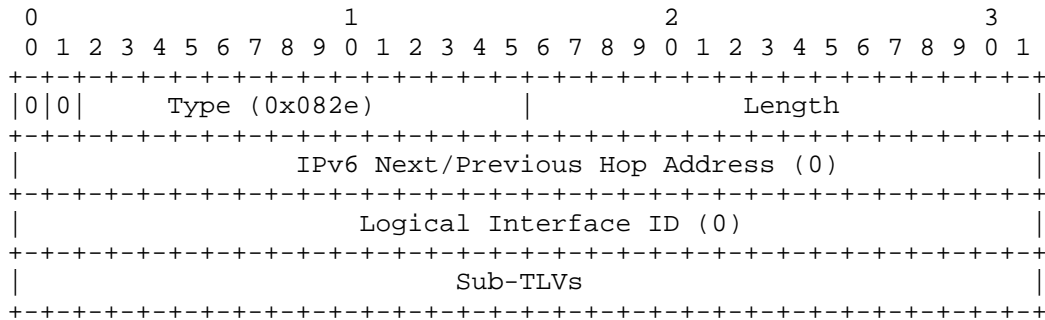 0                   1                   2                   3
 0 1 2 3 4 5 6 7 8 9 0 1 2 3 4 5 6 7 8 9 0 1 2 3 4 5 6 7 8 9 0 1
+-+-+-+-+-+-+-+-+-+-+-+-+-+-+-+-+-+-+-+-+-+-+-+-+-+-+-+-+-+-+-+-+
|0|0|     Type (0x082e)         |             Length            |
+-+-+-+-+-+-+-+-+-+-+-+-+-+-+-+-+-+-+-+-+-+-+-+-+-+-+-+-+-+-+-+-+
|                 IPv6 Next/Previous Hop Address (0)            |
+-+-+-+-+-+-+-+-+-+-+-+-+-+-+-+-+-+-+-+-+-+-+-+-+-+-+-+-+-+-+-+-+
|                     Logical Interface ID (0)                  |
+-+-+-+-+-+-+-+-+-+-+-+-+-+-+-+-+-+-+-+-+-+-+-+-+-+-+-+-+-+-+-+-+
|                           Sub-TLVs                            |
+-+-+-+-+-+-+-+-+-+-+-+-+-+-+-+-+-+-+-+-+-+-+-+-+-+-+-+-+-+-+-+-+